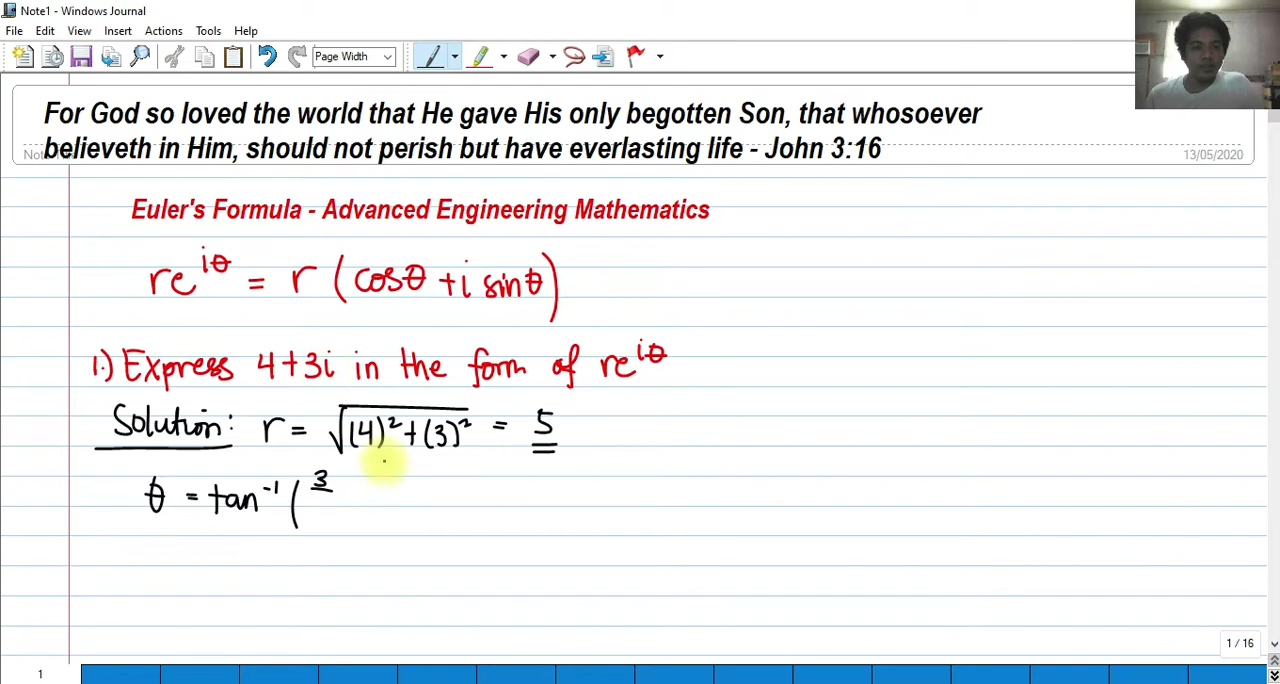 Note1 - Windows Journal
File Edit View Insert Actions Tools Help
Page Width
For God so loved the world that He gave His only begotten Son, that whosoever
believeth in Him, should not perish but have everlasting life - John 3:16
13/05/2020
Euler's Formula - Advanced Engineering Mathematics
re^{iθ} = r (cosθ + i sinθ)
1.) Express 4+3i in the form of re^{iθ}
Solution: r = √(4)²+(3)² = 5
θ = tan⁻¹ ( 3
1 / 16
1